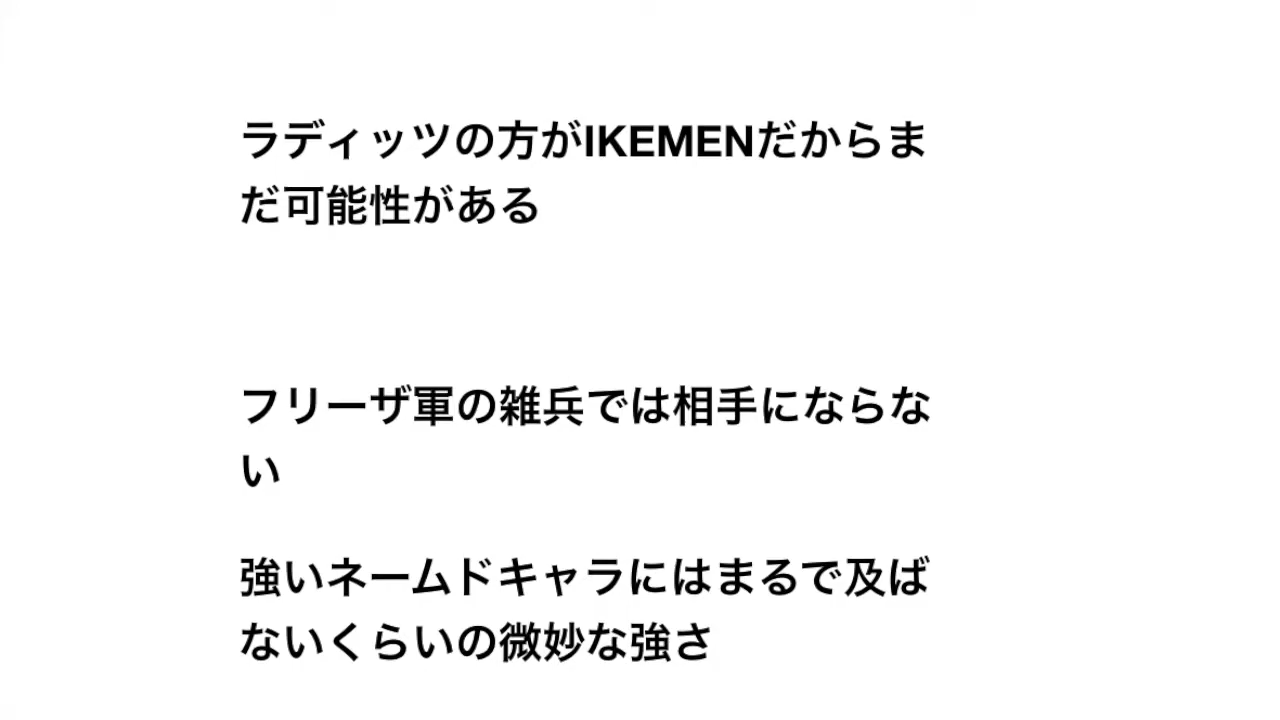 ラディッツの方がIKEMENだからま
だ可能性がある
フリーザ軍の雑兵では相手にならな
い
強いネームドキャラにはまるで及ば
ないくらいの微妙な強さ